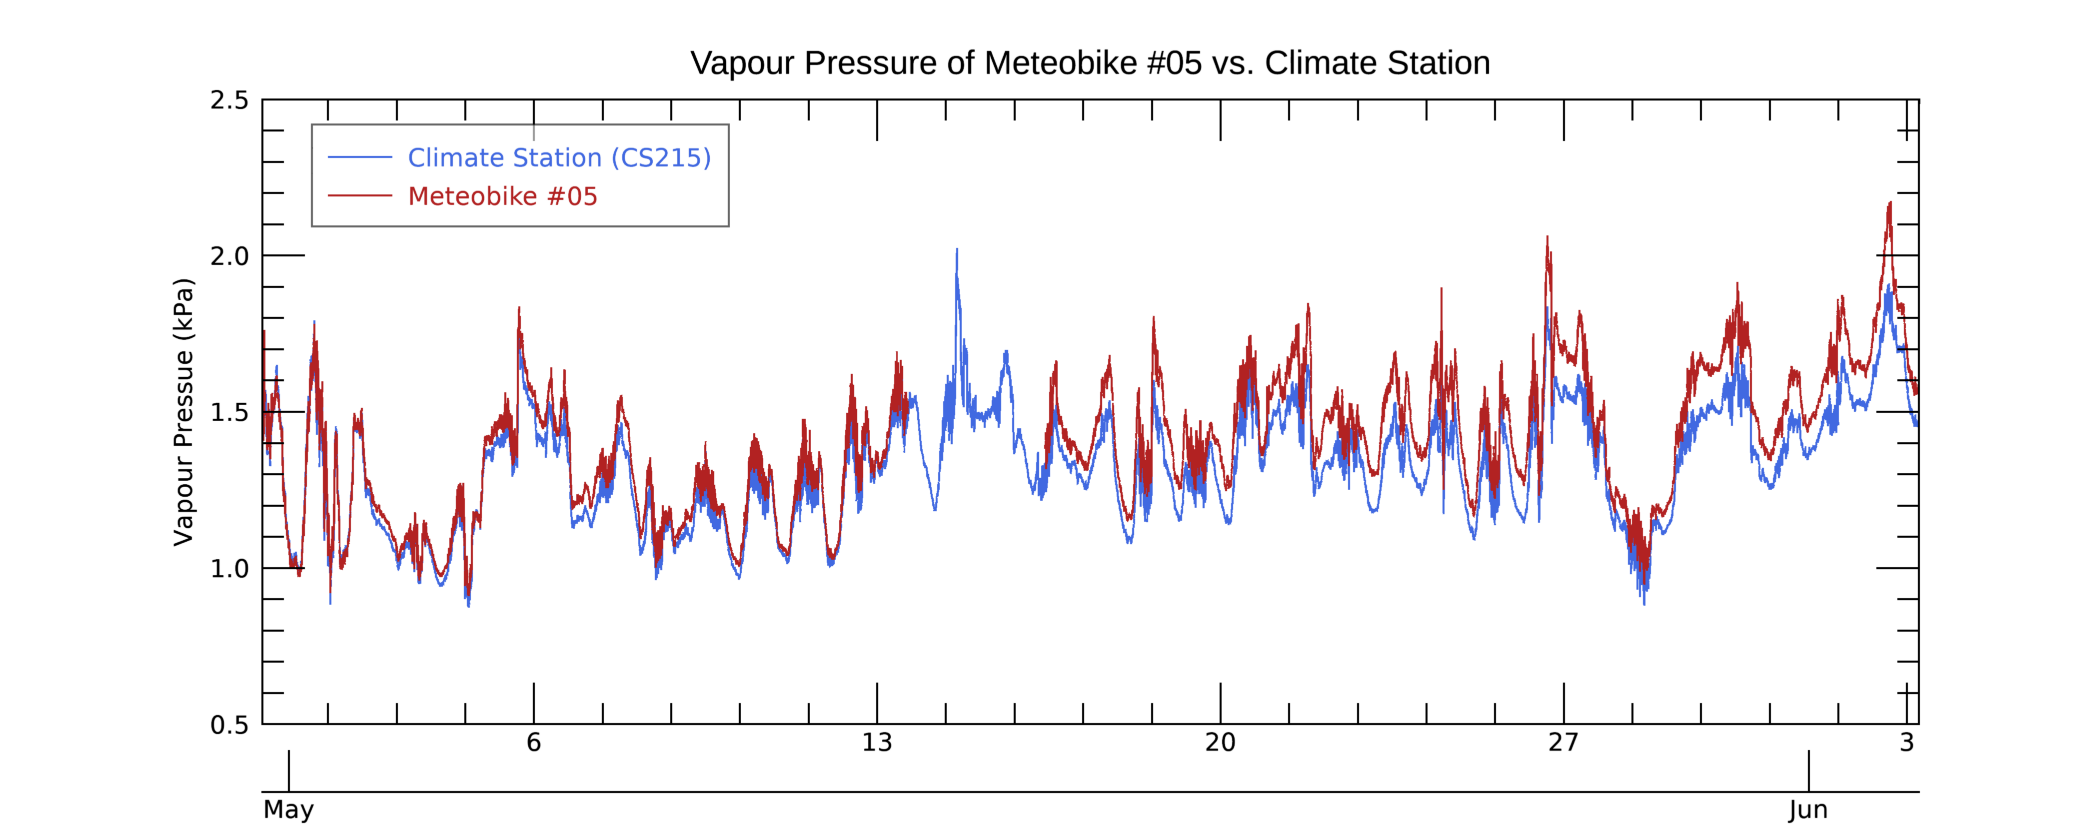 Vapour Pressure of Meteobike #05 vs. Climate Station
2.5
Climate Station (CS215)
Meteobike #05
2.0
1.5
1.0
0.5
Vapour Pressue (kPa)
6 13 20 27 3
May Jun